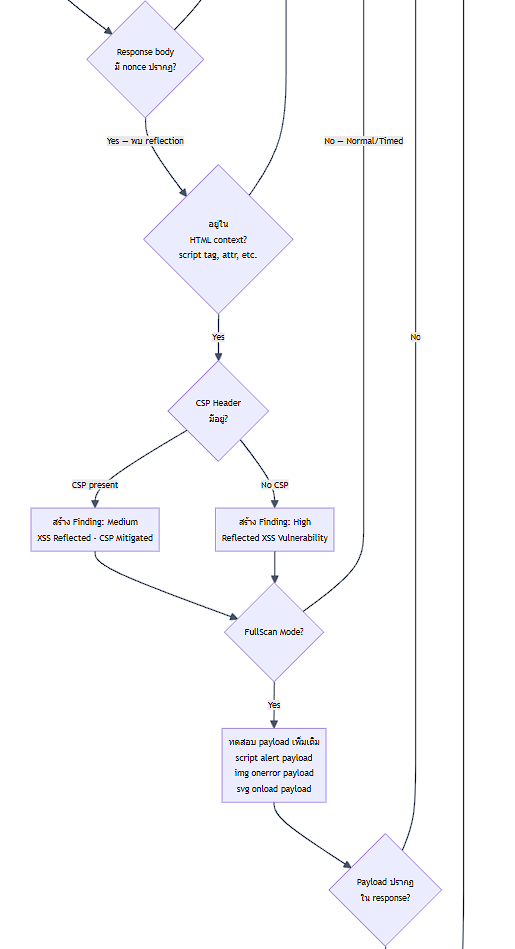 Response body
มี nonce ปรากฏ?
Yes — พบ reflection
No — Normal/Timed
อยู่ใน
HTML context?
script tag, attr, etc.
Yes
No
CSP Header
มีอยู่?
CSP present
No CSP
สร้าง Finding: Medium
XSS Reflected - CSP Mitigated
สร้าง Finding: High
Reflected XSS Vulnerability
FullScan Mode?
Yes
ทดสอบ payload เพิ่มเติม
script alert payload
img onerror payload
svg onload payload
Payload ปรากฏ
ใน response?